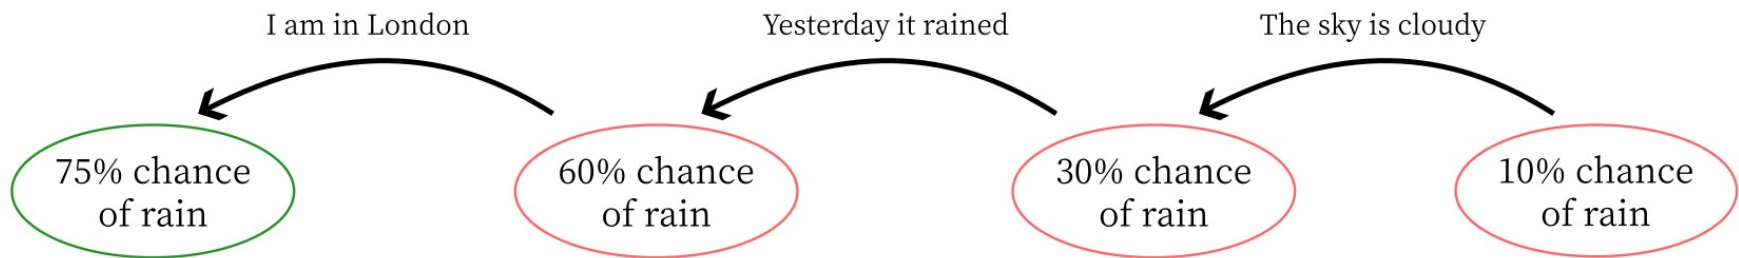 I am in London
Yesterday it rained
The sky is cloudy
75% chance
of rain
60% chance
of rain
30% chance
of rain
10% chance
of rain